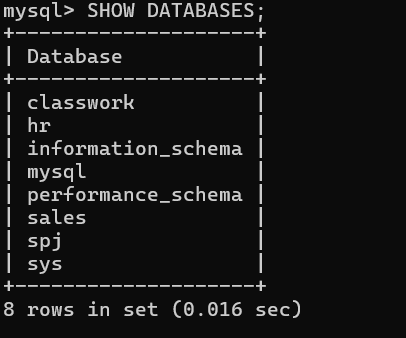 mysql> SHOW DATABASES;
+--------------------+
| Database           |
+--------------------+
| classwork          |
| hr                 |
| information_schema |
| mysql              |
| performance_schema |
| sales              |
| spj                |
| sys                |
+--------------------+
8 rows in set (0.016 sec)